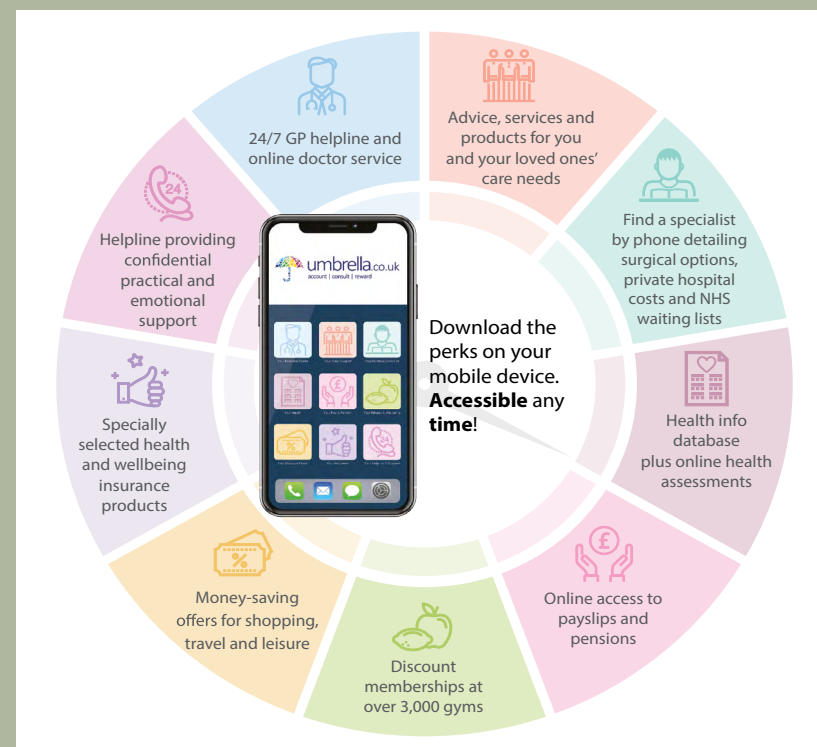 24/7 GP helpline and
online doctor service
Advice, services and
products for you
and your loved ones’
care needs
Find a specialist
by phone detailing
surgical options,
private hospital
costs and NHS
waiting lists
Health info
database
plus online health
assessments
Online access to
payslips and
pensions
Discount
memberships at
over 3,000 gyms
Money-saving
offers for shopping,
travel and leisure
Specially
selected health
and wellbeing
insurance
products
Helpline providing
confidential
practical and
emotional
support
24
umbrella.co.uk
account | consult | reward
Download the
perks on your
mobile device.
Accessible any
time!